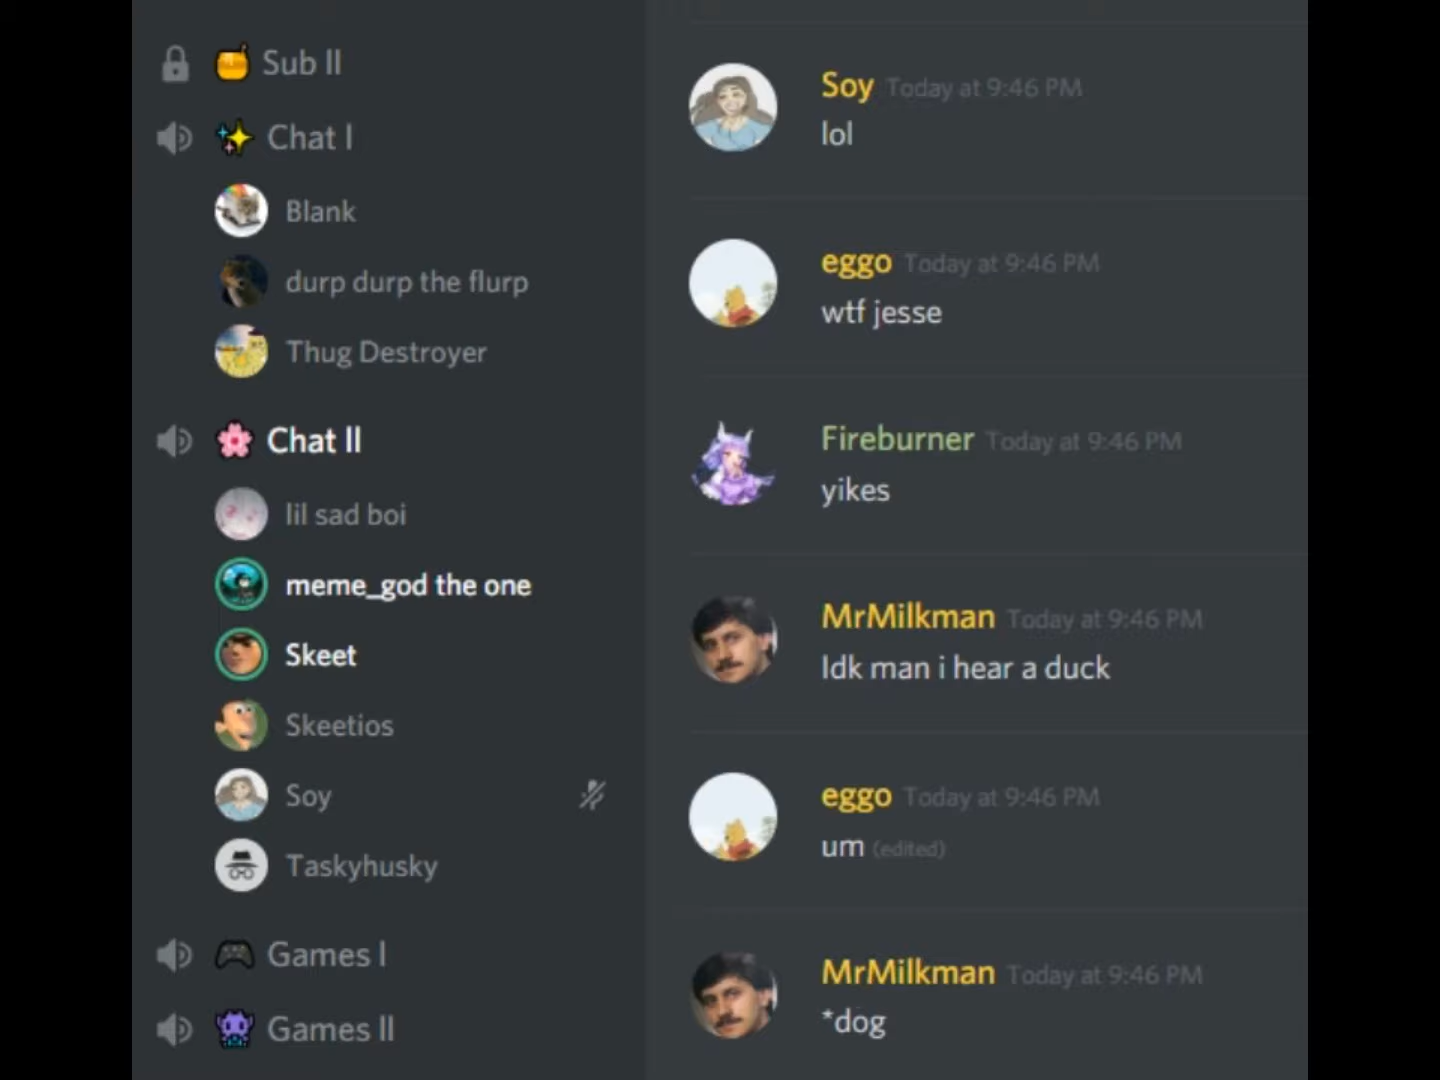 Sub II
Chat I
Blank
durp durp the flurp
Thug Destroyer
Chat II
lil sad boi
meme_god the one
Skeet
Skeetios
Soy
Taskyhusky
Games I
Games II
Soy Today at 9:46 PM
lol
eggo Today at 9:46 PM
wtf jesse
Fireburner Today at 9:46 PM
yikes
MrMilkman Today at 9:46 PM
Idk man i hear a duck
eggo Today at 9:46 PM
um (edited)
MrMilkman Today at 9:46 PM
*dog